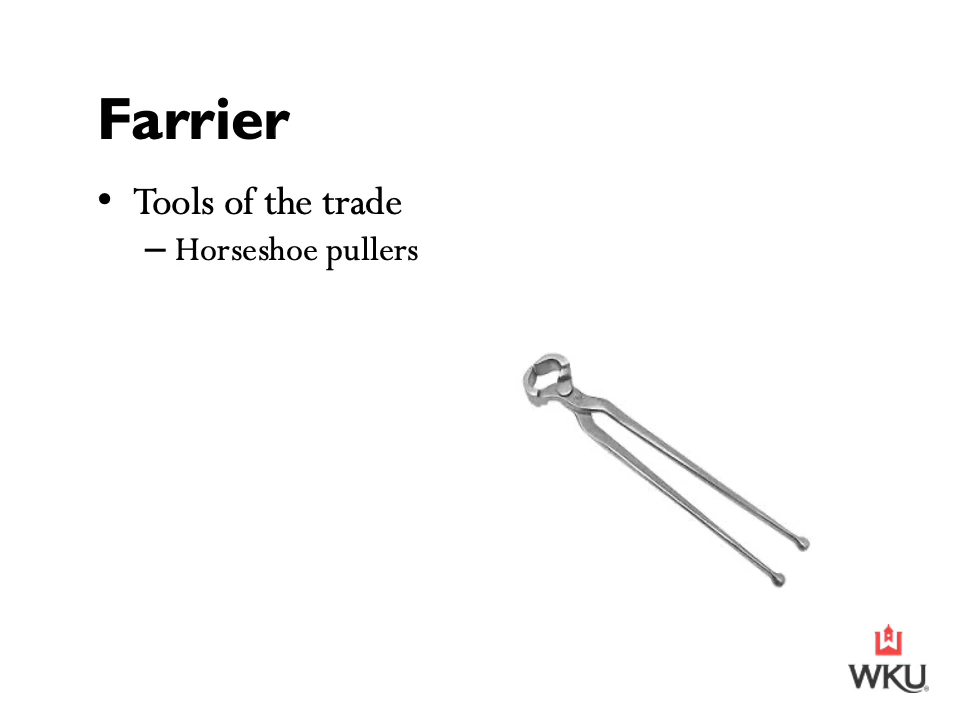 Farrier
• Tools of the trade
– Horseshoe pullers
WKU®